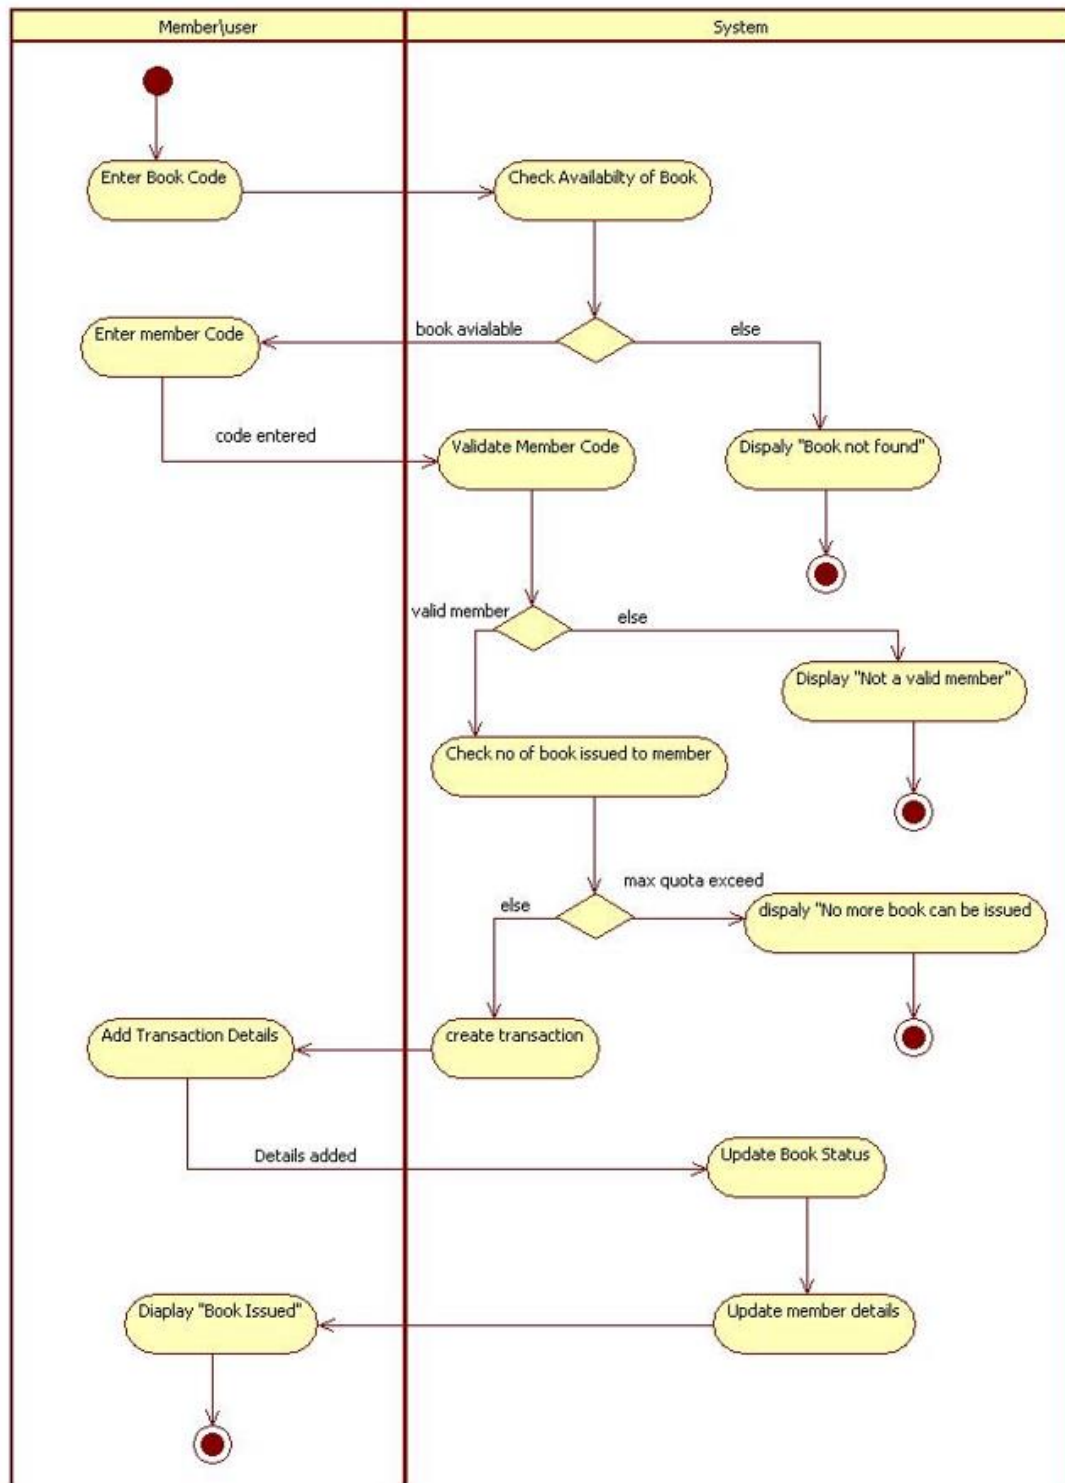 Member\user
System
Enter Book Code
Check Availabilty of Book
Enter member Code
book avialable
else
code entered
Validate Member Code
Dispaly "Book not found"
valid member
else
Display "Not a valid member"
Check no of book issued to member
max quota exceed
else
dispaly "No more book can be issued
Add Transaction Details
create transaction
Details added
Update Book Status
Diaplay "Book Issued"
Update member details